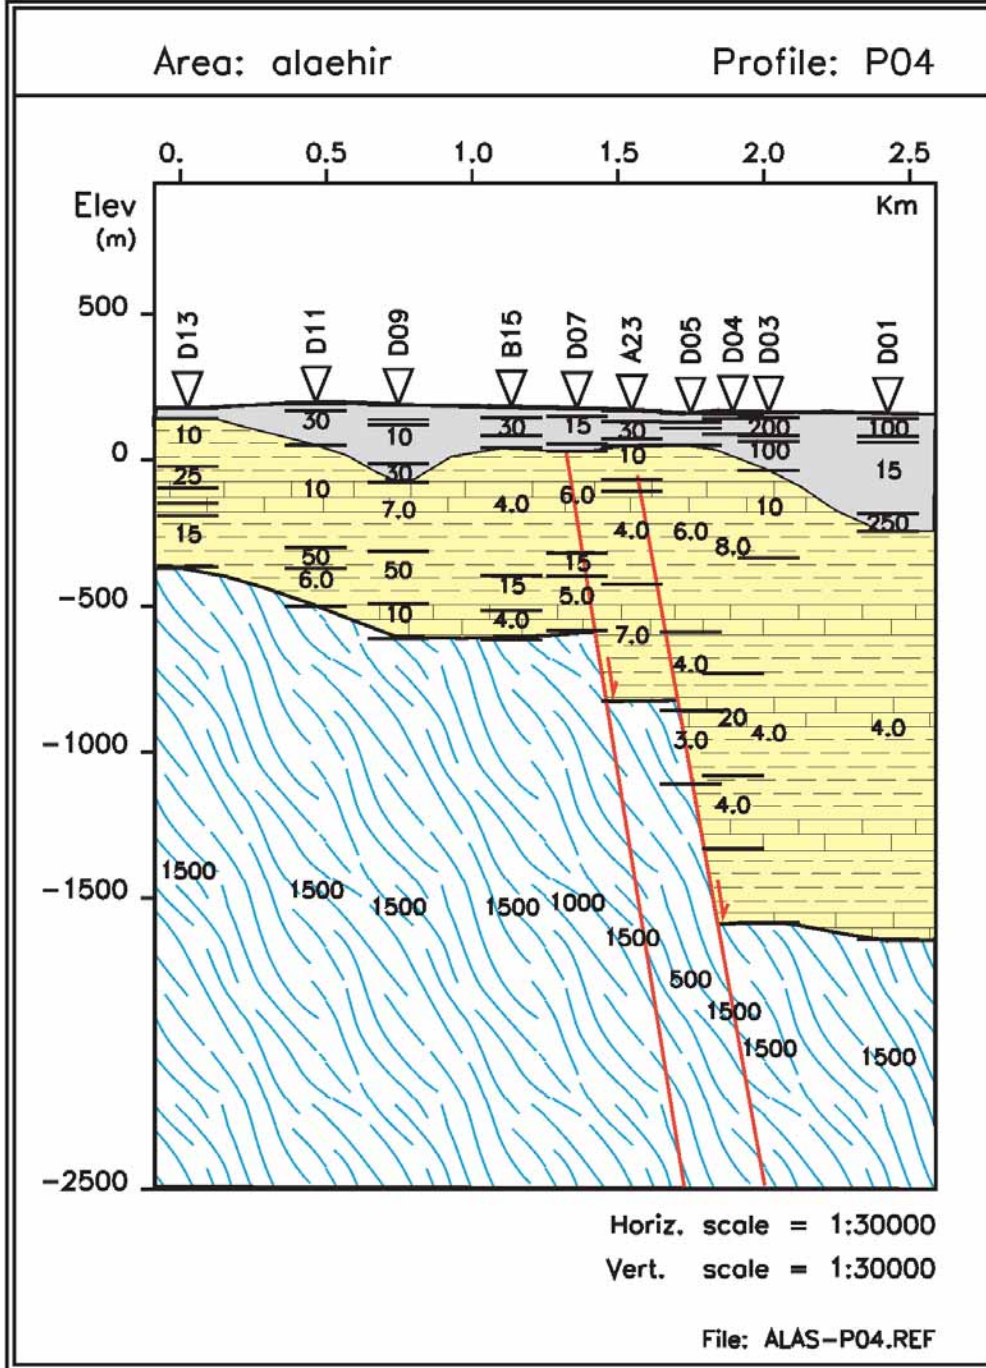 Area: alaehir Profile: P04
0. 0.5 1.0 1.5 2.0 2.5
Elev Km
(m)
500
D13 D11 D09 B15 D07 A23 D05 D04 D03 D01
30 30 15 30 200 100
10 10 10 100
25 30 15
10 7.0 4.0 6.0 10 250
15 4.0 6.0 8.0
50 50 15 15
6.0 5.0
10 4.0 7.0
4.0
20
3.0 4.0 4.0
4.0
0
-500
-1000
-1500
-2500
1500 1500 1500 1500 1000 1500 500 1500 1500 1500
Horiz. scale = 1:30000
Vert. scale = 1:30000
File: ALAS-P04.REF